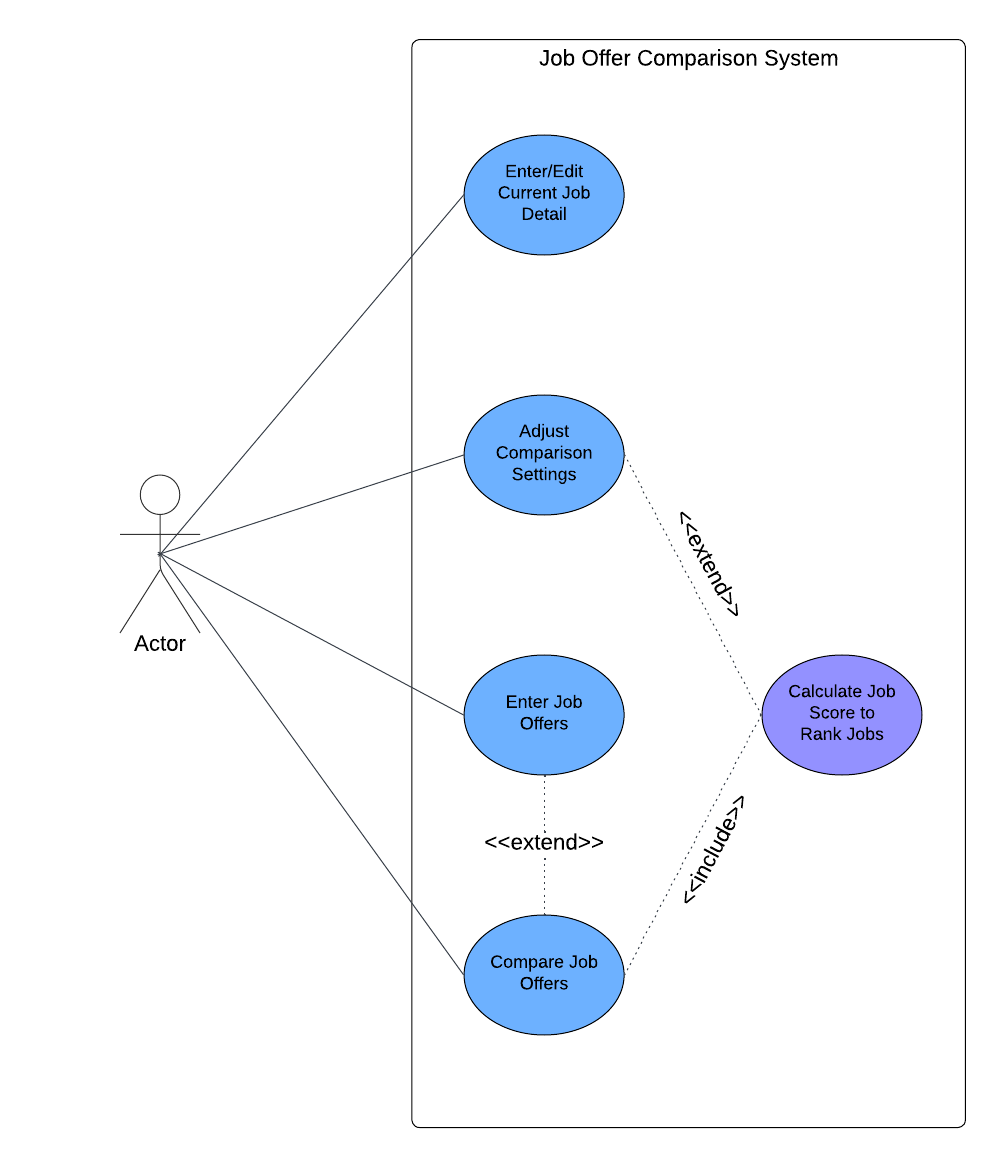 Job Offer Comparison System
Enter/Edit
Current Job
Detail
Adjust
Comparison
Settings
<<extend>>
Actor
Enter Job
Offers
Calculate Job
Score to
Rank Jobs
<<extend>>
<<include>>
Compare Job
Offers